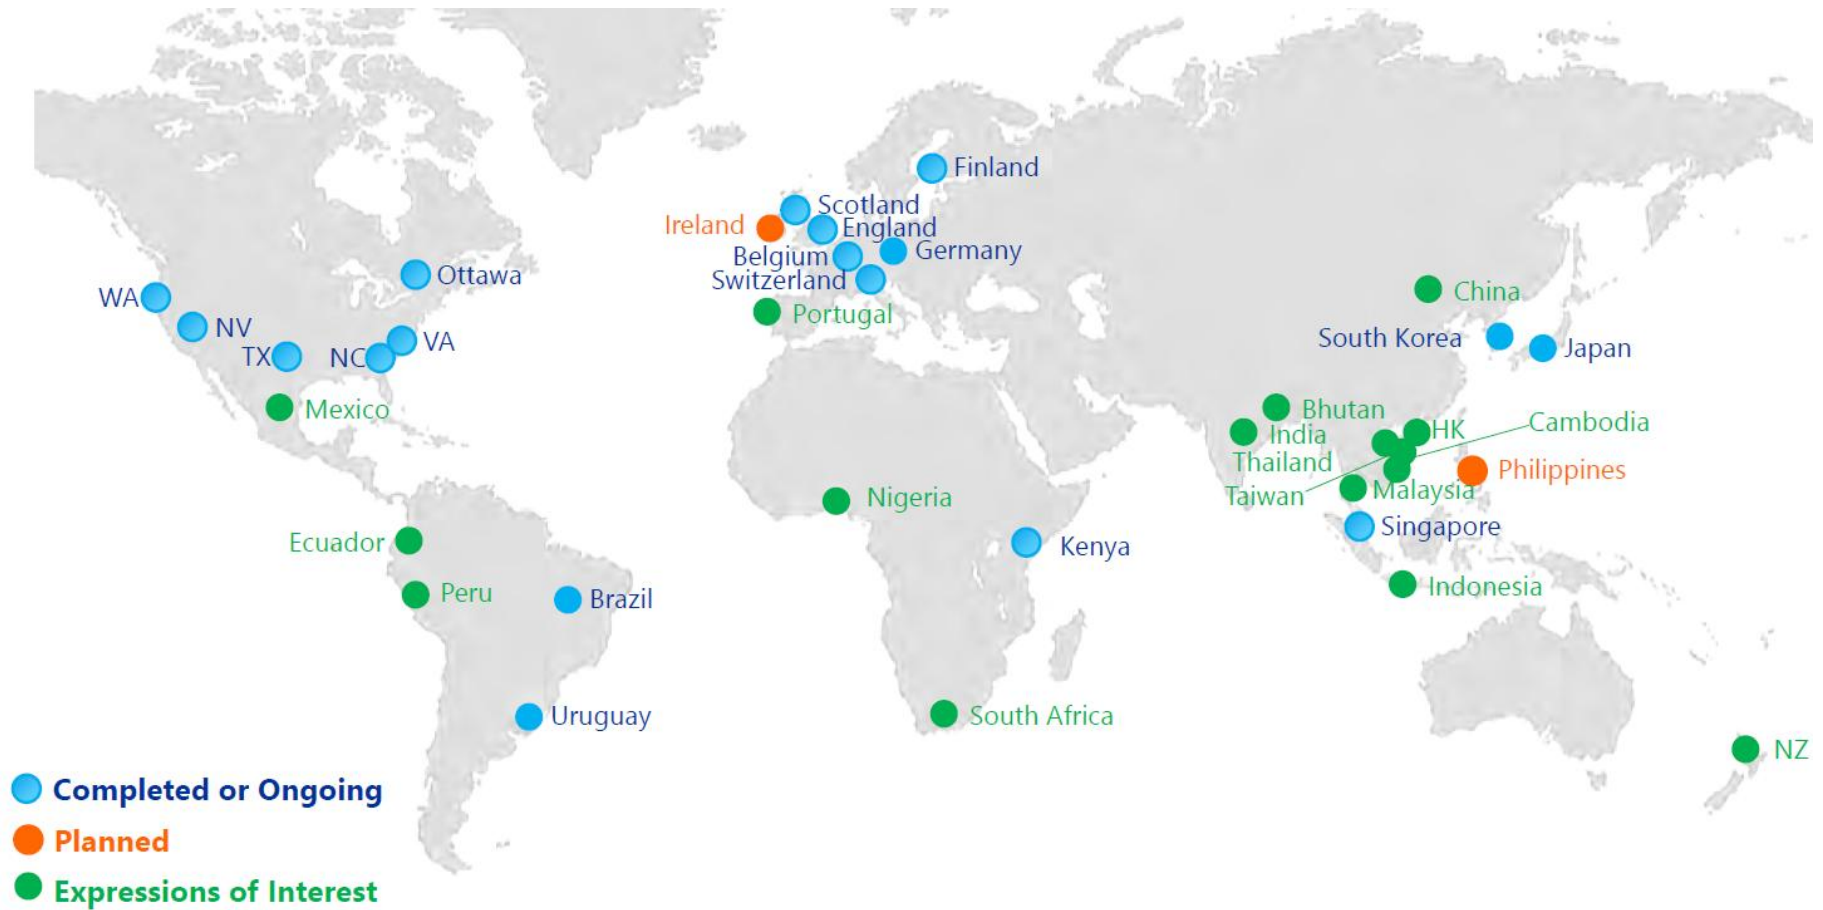 Finland
Scotland
Ireland
England
Belgium
Germany
Switzerland
Ottawa
WA
Portugal
China
NV
VA
TX
NC
South Korea
Japan
Mexico
Bhutan
Cambodia
India
HK
Thailand
Philippines
Taiwan
Malaysia
Nigeria
Singapore
Ecuador
Kenya
Indonesia
Peru
Brazil
Uruguay
South Africa
NZ
Completed or Ongoing
Planned
Expressions of Interest